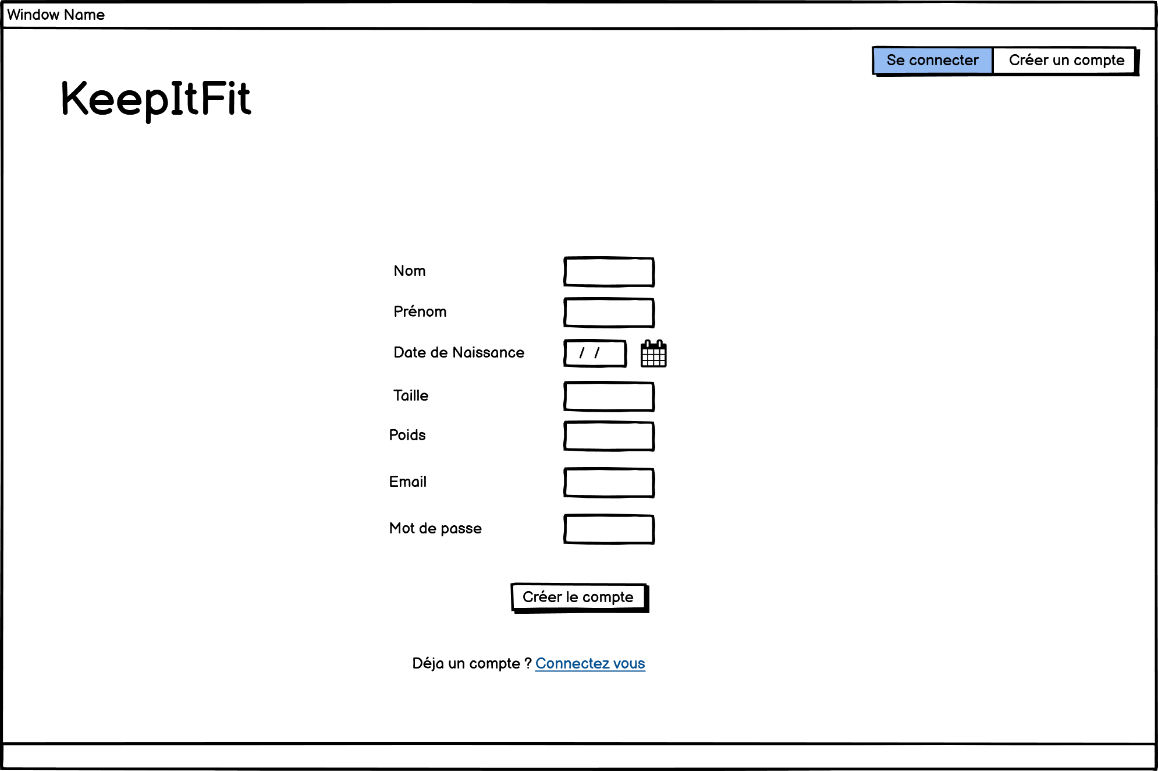 Window Name
Se connecter Créer un compte
KeepItFit
Nom
Prénom
Date de Naissance / /
Taille
Poids
Email
Mot de passe
Créer le compte
Déja un compte ? Connectez vous